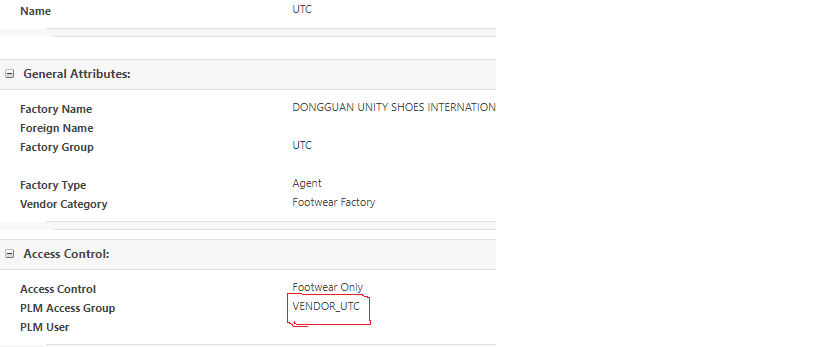 Name UTC
General Attributes:
Factory Name DONGGUAN UNITY SHOES INTERNATION
Foreign Name
Factory Group UTC
Factory Type Agent
Vendor Category Footwear Factory
Access Control:
Access Control Footwear Only
PLM Access Group VENDOR_UTC
PLM User